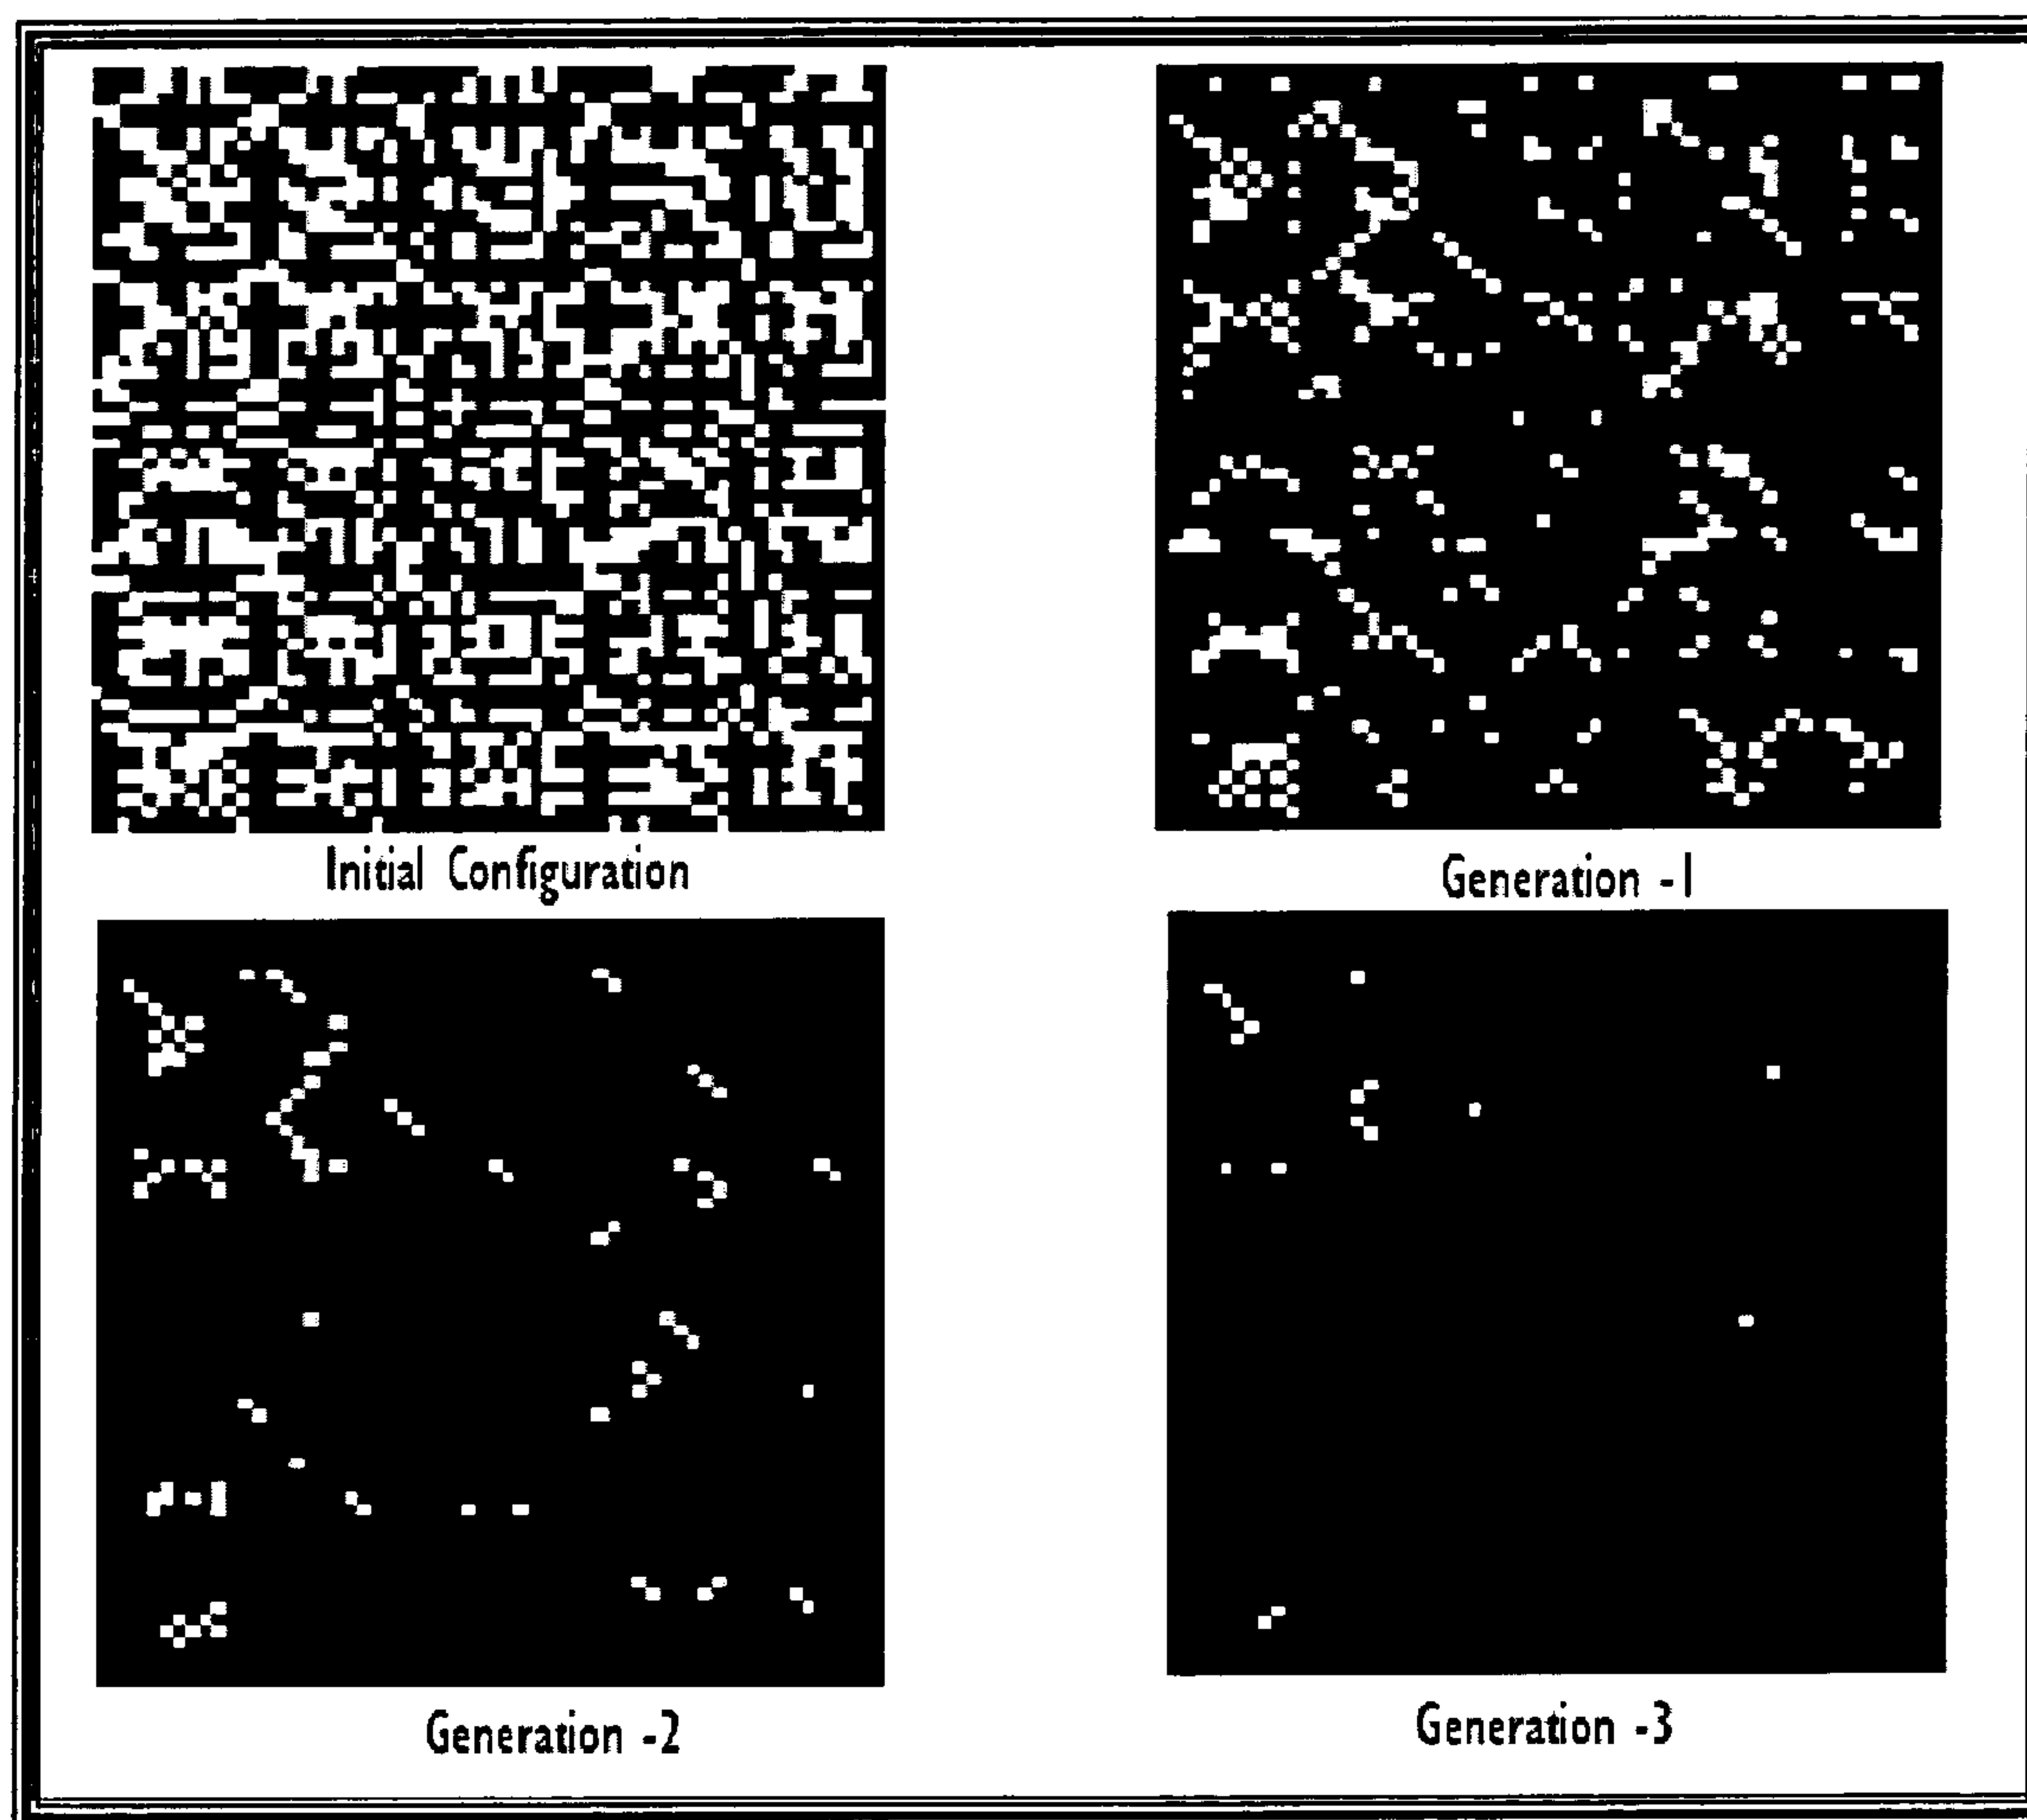 Initial Configuration
Generation -1
Generation -2
Generation -3